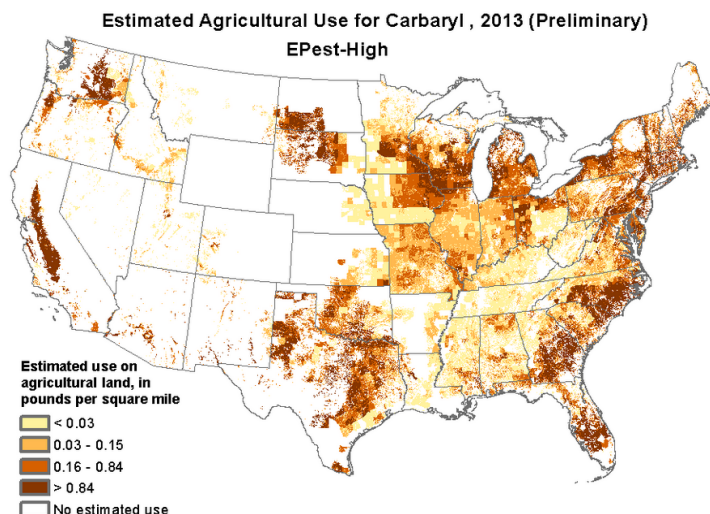 Estimated Agricultural Use for Carbaryl , 2013 (Preliminary)
EPest-High
Estimated use on
agricultural land, in
pounds per square mile
< 0.03
0.03 - 0.15
0.16 - 0.84
> 0.84
No estimated use